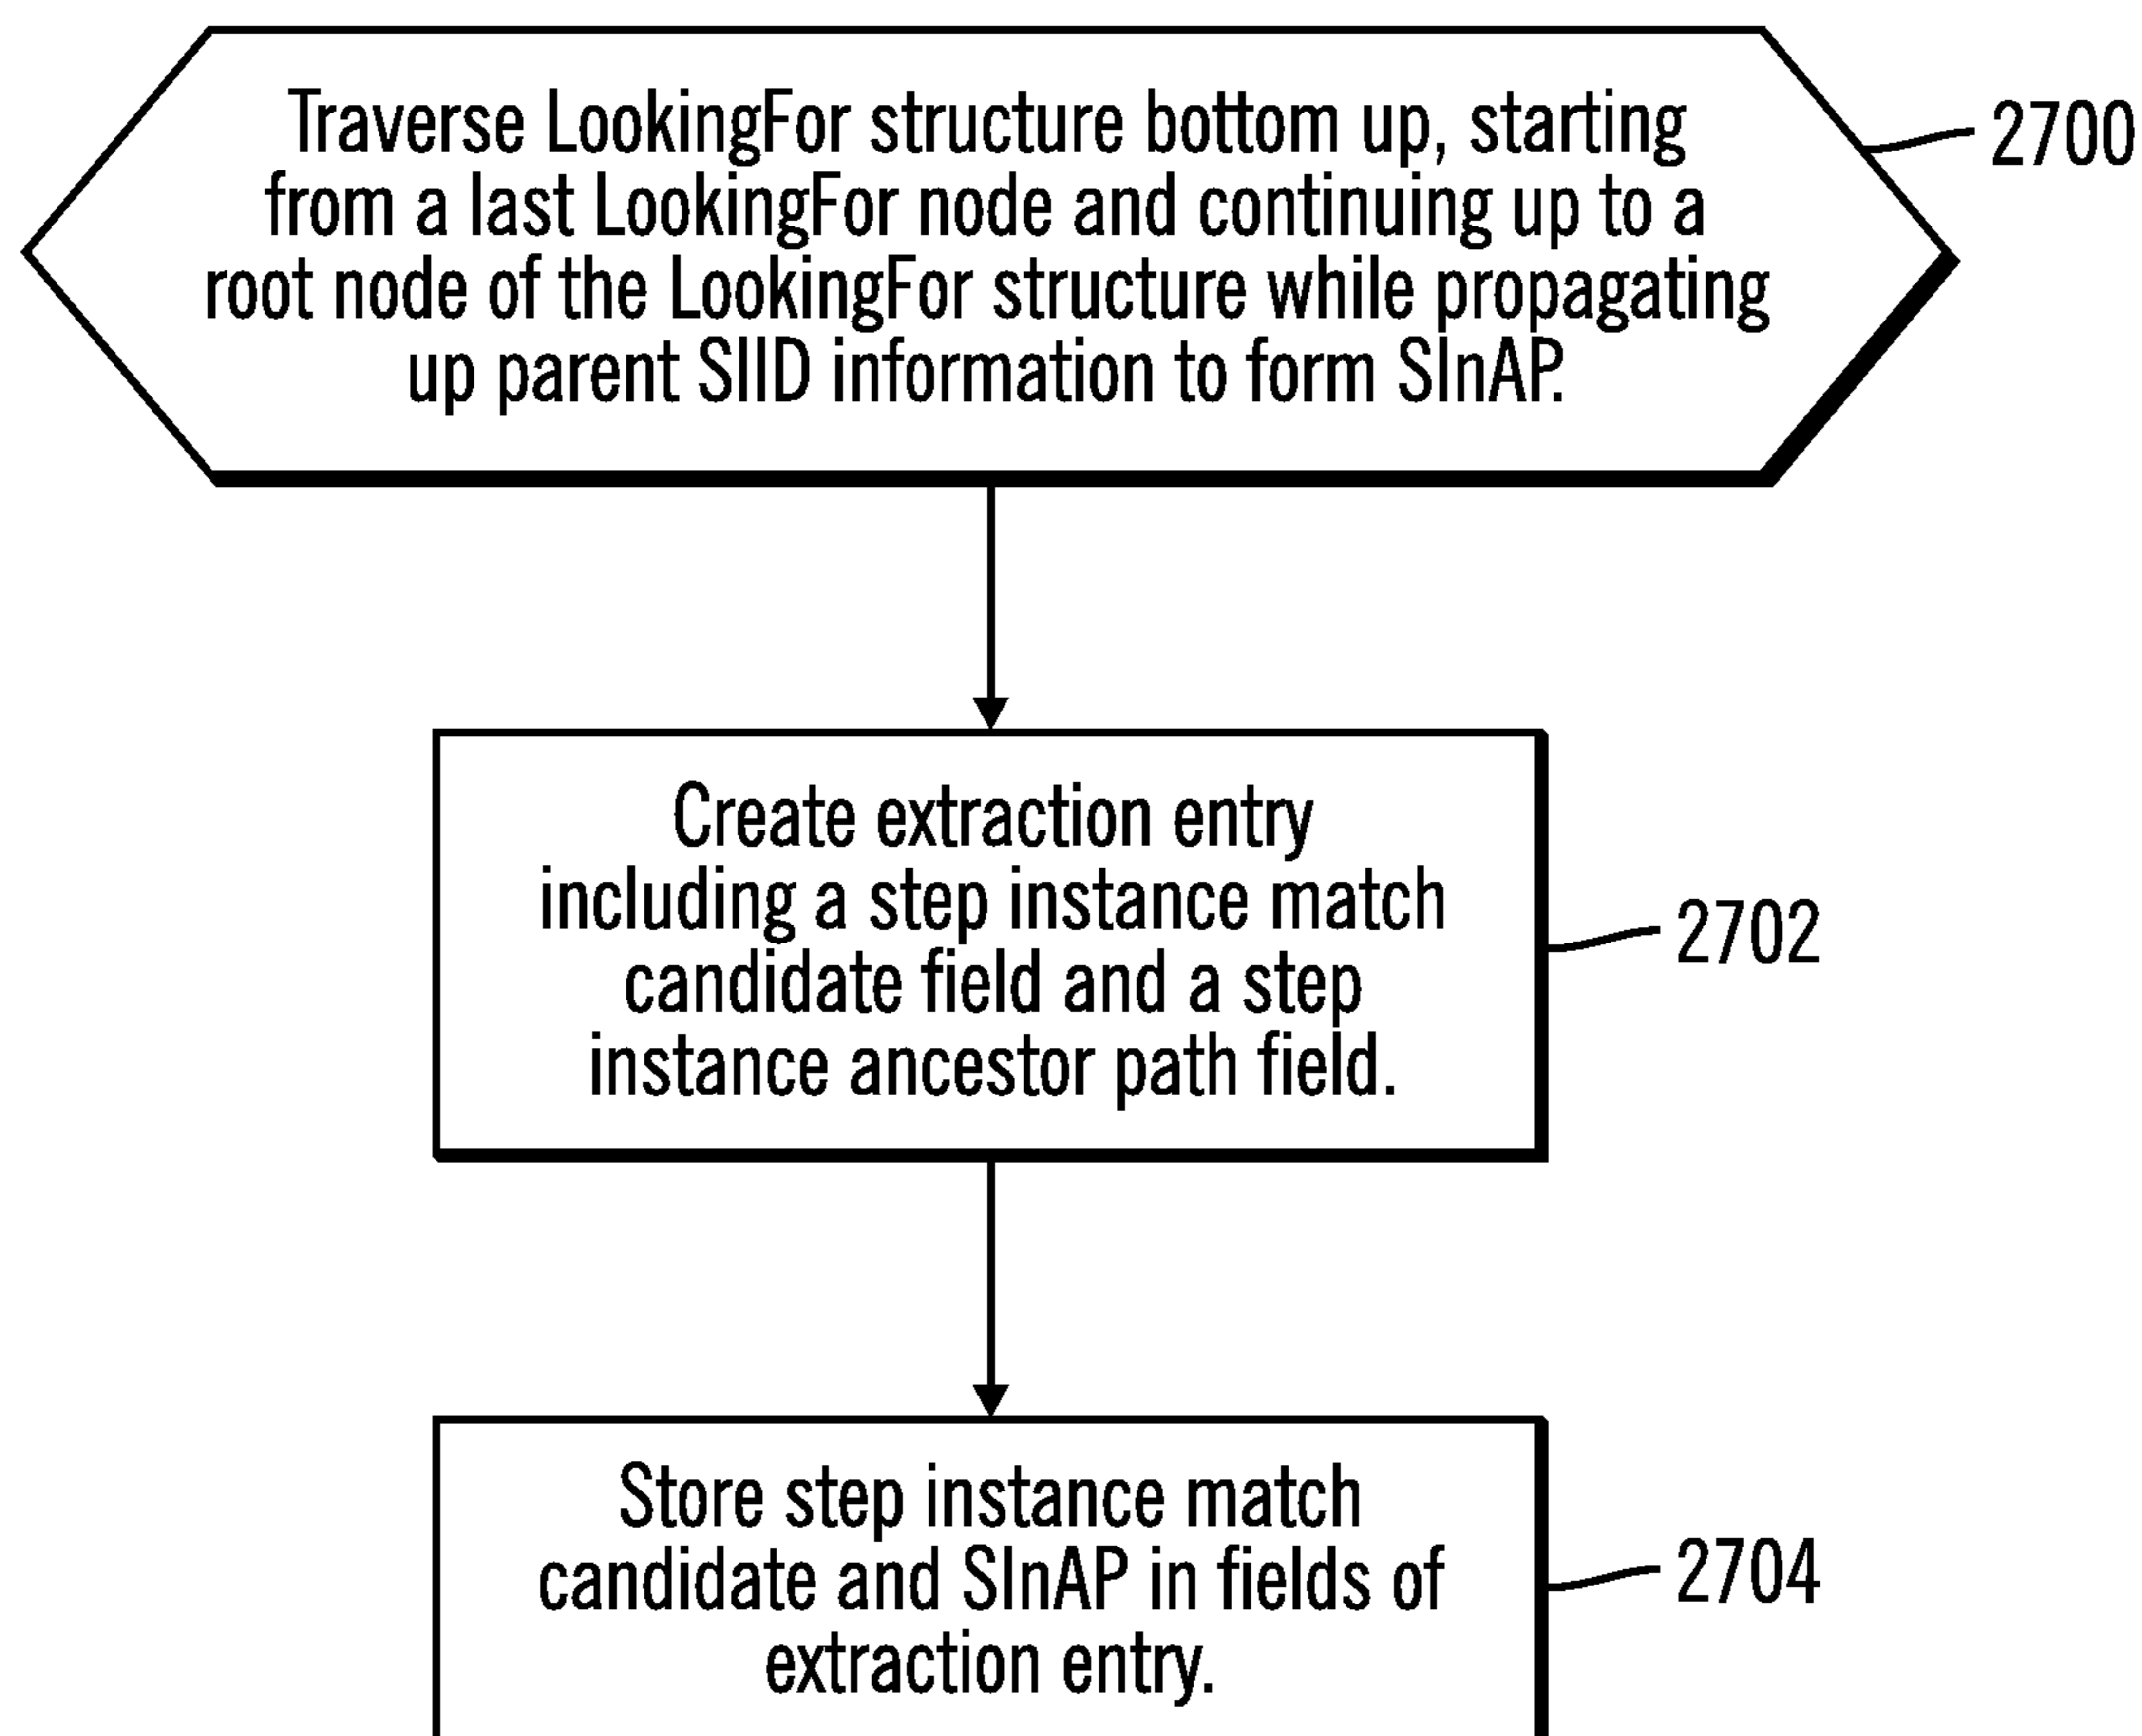 Traverse LookingFor structure bottom up, starting
from a last LookingFor node and continuing up to a
root node of the LookingFor structure while propagating
up parent SIID information to form SInAP.
2700
Create extraction entry
including a step instance match
candidate field and a step
instance ancestor path field.
2702
Store step instance match
candidate and SInAP in fields of
extraction entry.
2704